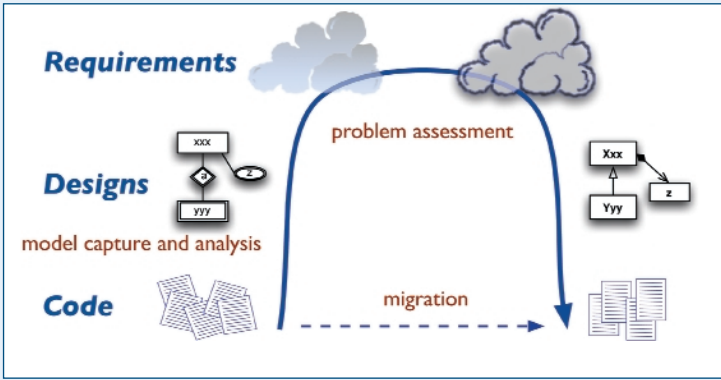 Requirements
problem assessment
xxx
a
z
yyy
Designs
Xxx
z
Yyy
model capture and analysis
Code
migration